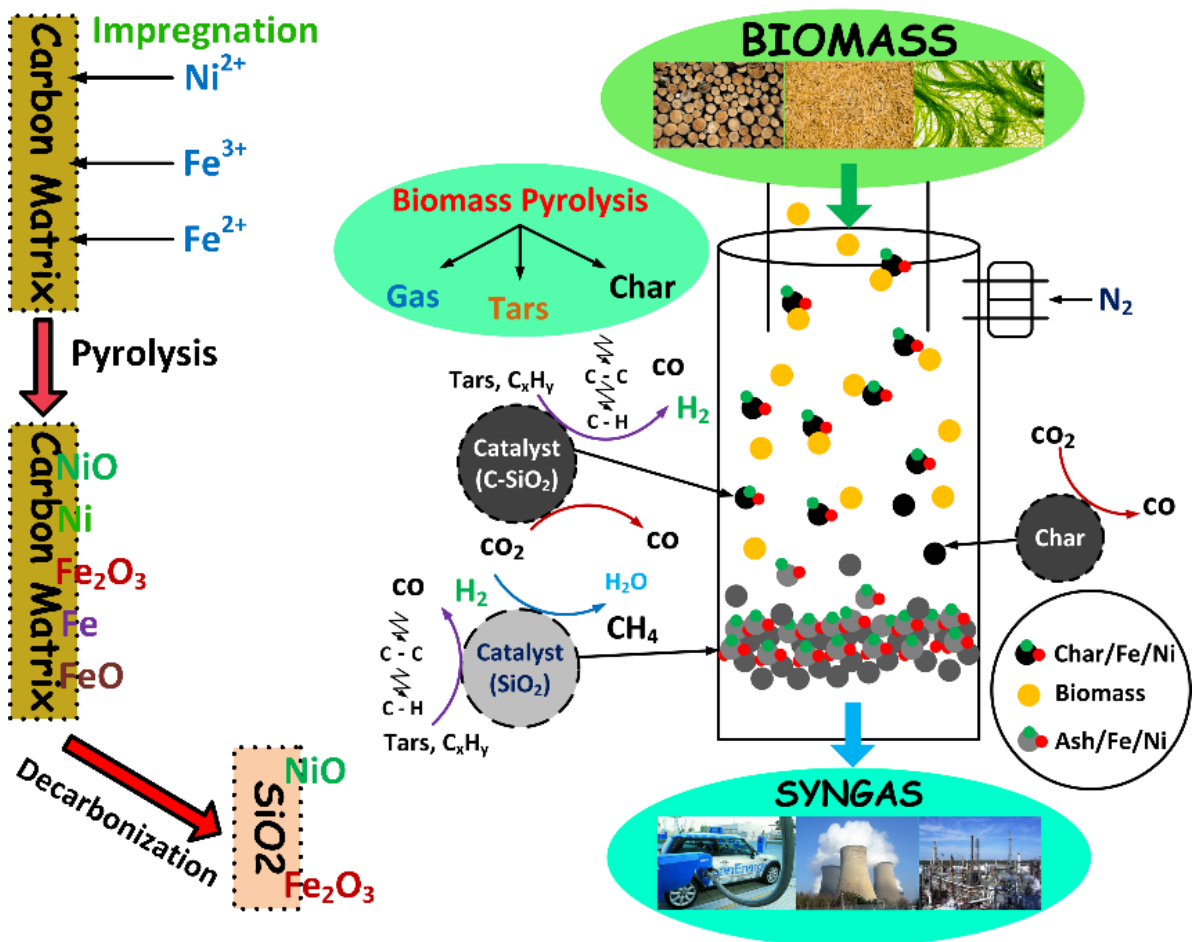 Impregnation
Carbon Matrix
Ni²⁺
Fe³⁺
Fe²⁺
Pyrolysis
Carbon Matrix
NiO
Ni
Fe₂O₃
Fe
FeO
Decarbonization
SiO2
NiO
Fe₂O₃
BIOMASS
Biomass Pyrolysis
Gas
Tars
Char
N₂
Tars, CₓHᵧ
C – C
C – H
CO
H₂
Catalyst
(C-SiO₂)
CO₂
CO
CO₂
CO
Char
CO
H₂
H₂O
CH₄
C – C
C – H
Catalyst
(SiO₂)
Tars, CₓHᵧ
Char/Fe/Ni
Biomass
Ash/Fe/Ni
SYNGAS